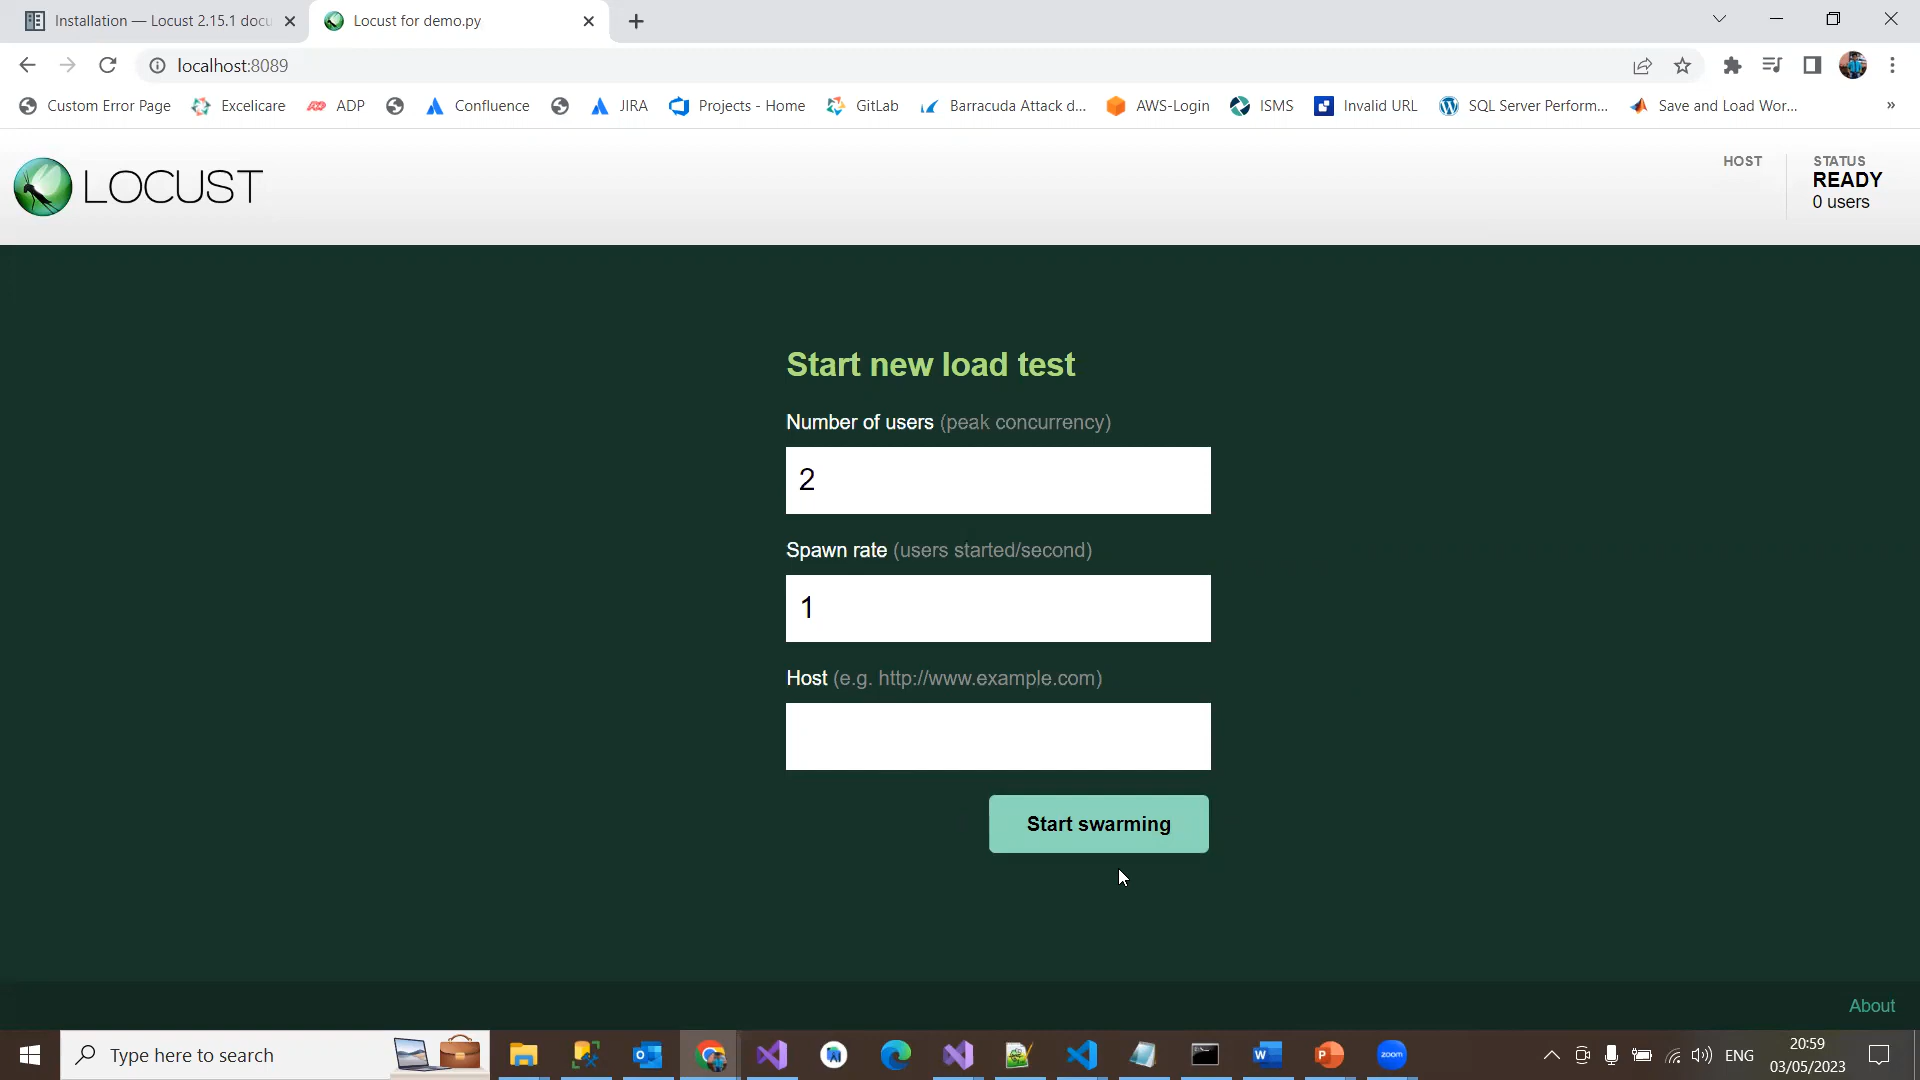 Installation — Locust 2.15.1 docu
Locust for demo.py
localhost:8089
Custom Error Page
Excelicare
ADP
Confluence
JIRA
Projects - Home
GitLab
Barracuda Attack d...
AWS-Login
ISMS
Invalid URL
SQL Server Perform...
Save and Load Wor...
»
LOCUST
HOST
STATUS
READY
0 users
Start new load test
Number of users (peak concurrency)
2
Spawn rate (users started/second)
1
Host (e.g. http://www.example.com)
Start swarming
About
Type here to search
zoom
ENG
20:59
03/05/2023